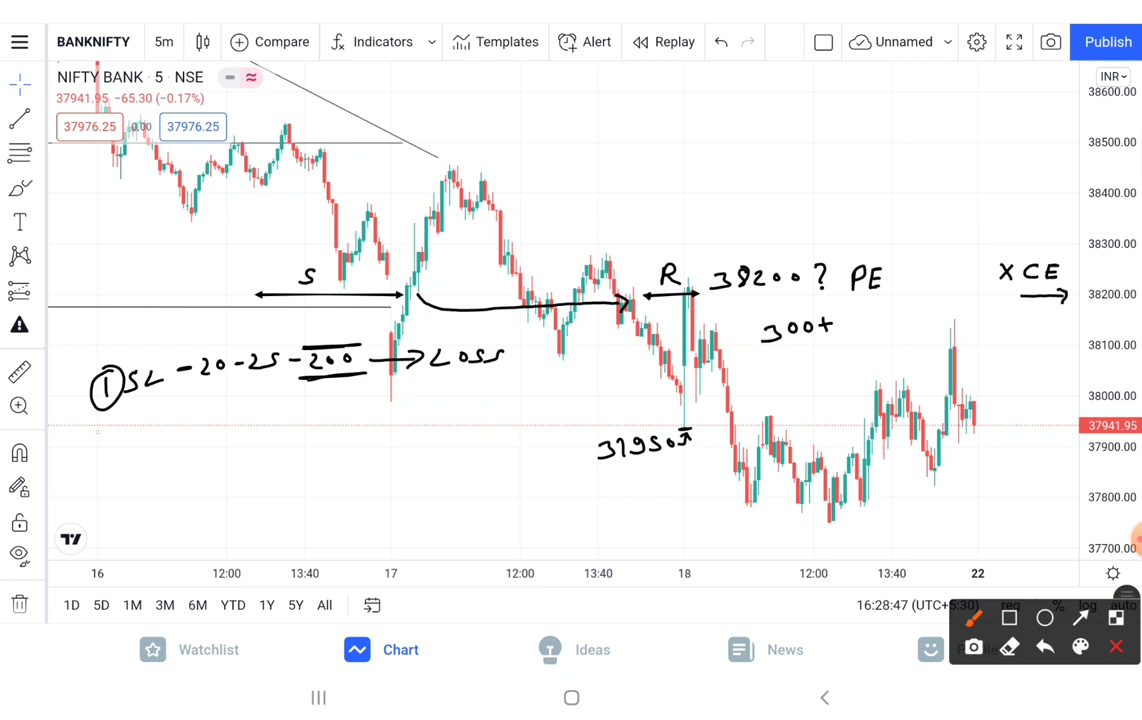 BANKNIFTY 5m Compare Indicators Templates Alert Replay Unnamed Publish
NIFTY BANK · 5 · NSE
INR
37941.95 −65.30 (−0.17%)
38600.00
37976.25 0.00 37976.25
38500.00
38400.00
38300.00
S R 38200? PE X CE
38200.00
300+
① SL - 20 - 25 - 200 → LOSS
38100.00
38000.00
37941.95
37950
37900.00
37800.00
37700.00
16 12:00 13:40 17 12:00 13:40 18 12:00 13:40 22
1D 5D 1M 3M 6M YTD 1Y 5Y All 16:28:47 (UTC+5:30) % log auto
Watchlist Chart Ideas News